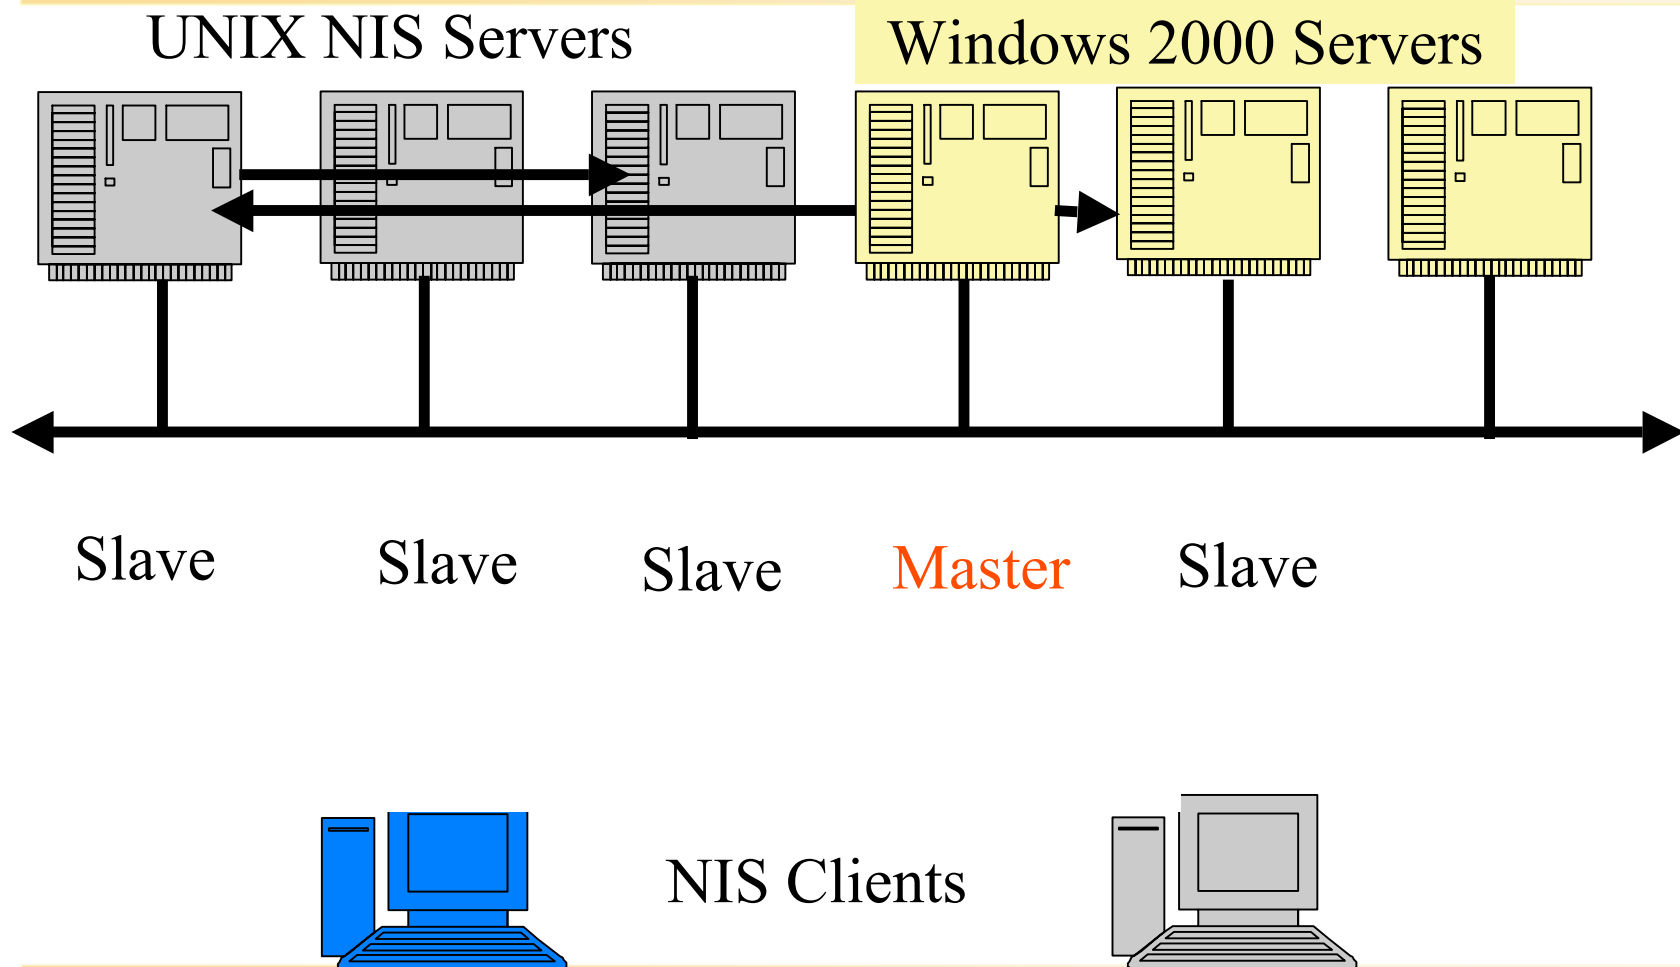 UNIX NIS Servers
Windows 2000 Servers
Slave
Slave
Slave
Master
Slave
NIS Clients